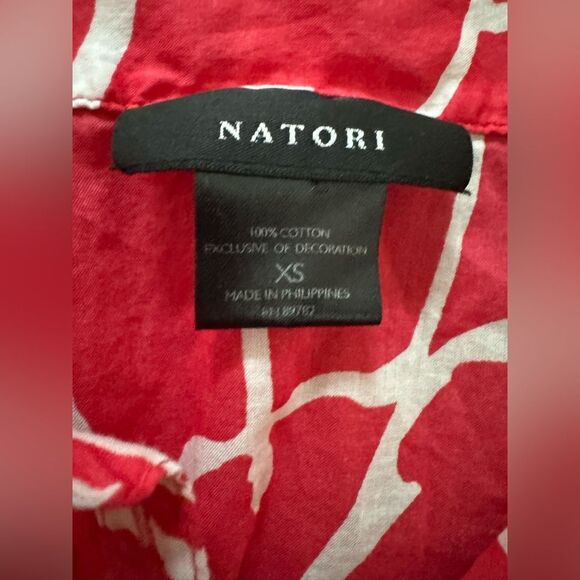 NATORI
100% COTTON
EXCLUSIVE OF DECORATION
XS
MADE IN PHILIPPINES